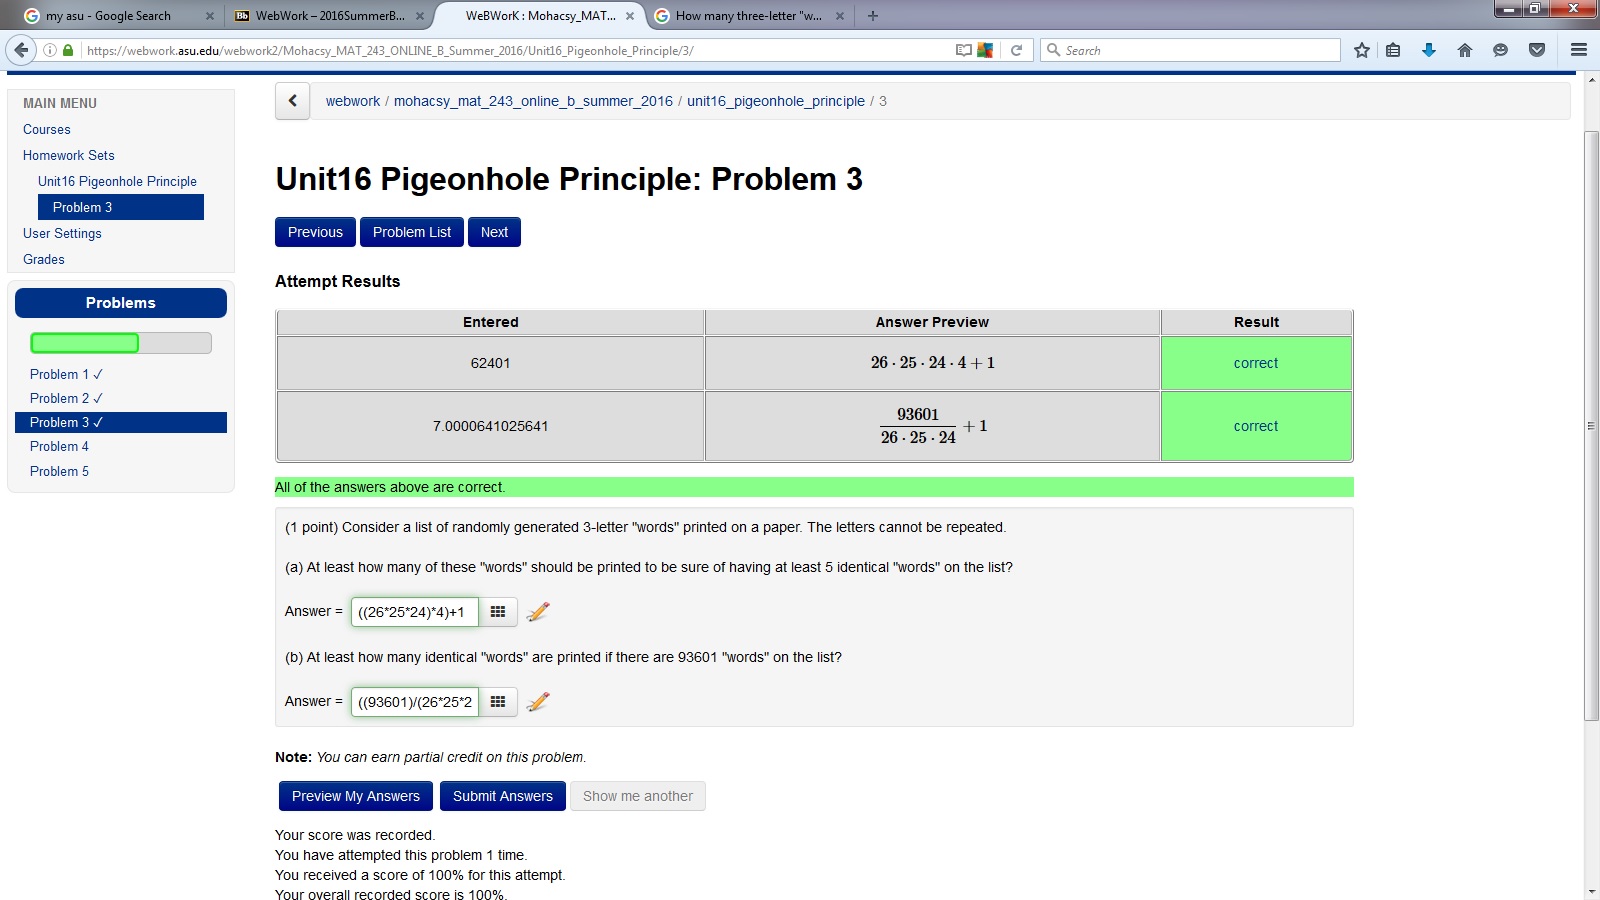 my asu - Google Search
WebWork – 2016SummerB...
WeBWorK : Mohacsy_MAT...
How many three-letter "w...
https://webwork.asu.edu/webwork2/Mohacsy_MAT_243_ONLINE_B_Summer_2016/Unit16_Pigeonhole_Principle/3/
Search
MAIN MENU
Courses
Homework Sets
Unit16 Pigeonhole Principle
Problem 3
User Settings
Grades
Problems
Problem 1 ✓
Problem 2 ✓
Problem 3 ✓
Problem 4
Problem 5
webwork / mohacsy_mat_243_online_b_summer_2016 / unit16_pigeonhole_principle / 3
Unit16 Pigeonhole Principle: Problem 3
Previous Problem List Next
Attempt Results
Entered Answer Preview Result
62401 26 · 25 · 24 · 4 + 1 correct
7.0000641025641 93601 / 26 · 25 · 24 + 1 correct
All of the answers above are correct.
(1 point) Consider a list of randomly generated 3-letter "words" printed on a paper. The letters cannot be repeated.
(a) At least how many of these "words" should be printed to be sure of having at least 5 identical "words" on the list?
Answer = ((26*25*24)*4)+1
(b) At least how many identical "words" are printed if there are 93601 "words" on the list?
Answer = ((93601)/(26*25*2
Note: You can earn partial credit on this problem.
Preview My Answers Submit Answers Show me another
Your score was recorded.
You have attempted this problem 1 time.
You received a score of 100% for this attempt.
Your overall recorded score is 100%.